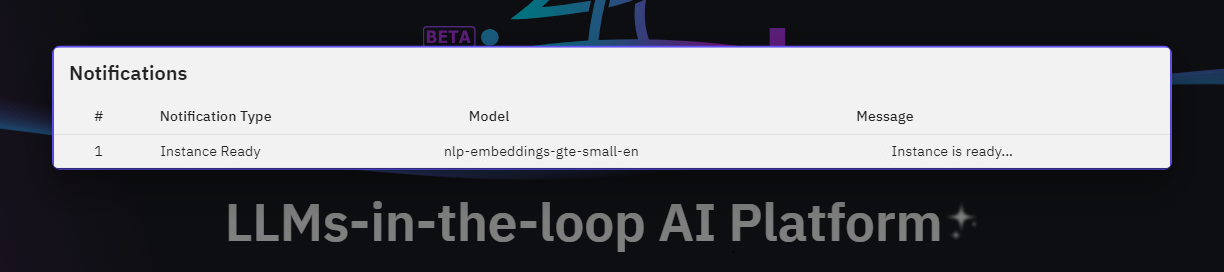 BETA
Notifications
# Notification Type Model Message
1 Instance Ready nlp-embeddings-gte-small-en Instance is ready...
LLMs-in-the-loop AI Platform